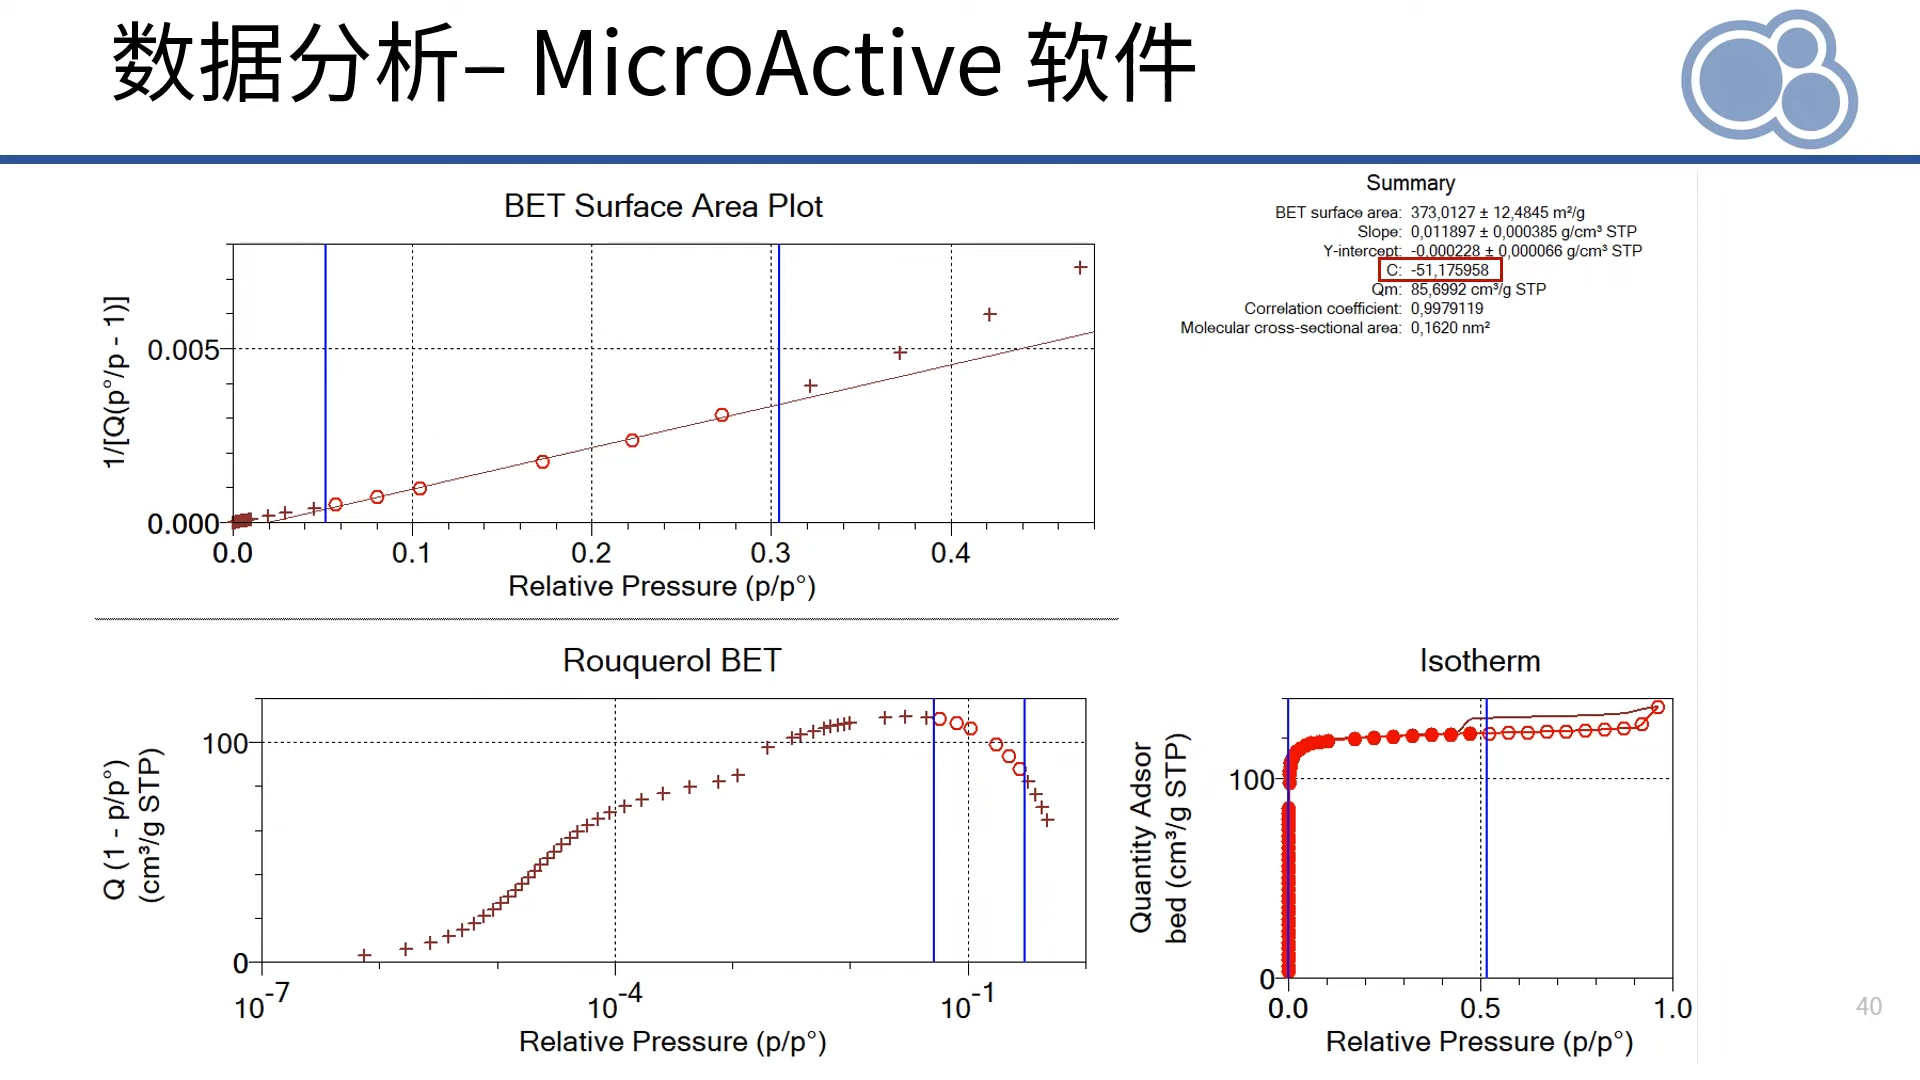 数据分析– MicroActive 软件
BET Surface Area Plot
1/[Q(p°/p - 1)]
0.005
0.000
0.0 0.1 0.2 0.3 0.4
Relative Pressure (p/p°)
Summary
BET surface area: 373,0127 ± 12,4845 m²/g
Slope: 0,011897 ± 0,000385 g/cm³ STP
Y-intercept: -0,000228 ± 0,000066 g/cm³ STP
C: -51,175958
Qm: 85,6992 cm³/g STP
Correlation coefficient: 0,9979119
Molecular cross-sectional area: 0,1620 nm²
Rouquerol BET
Q (1 - p/p°)
(cm³/g STP)
100
0
10-7 10-4 10-1
Relative Pressure (p/p°)
Isotherm
Quantity Adsor
bed (cm³/g STP)
100
0
0.0 0.5 1.0
Relative Pressure (p/p°)
40